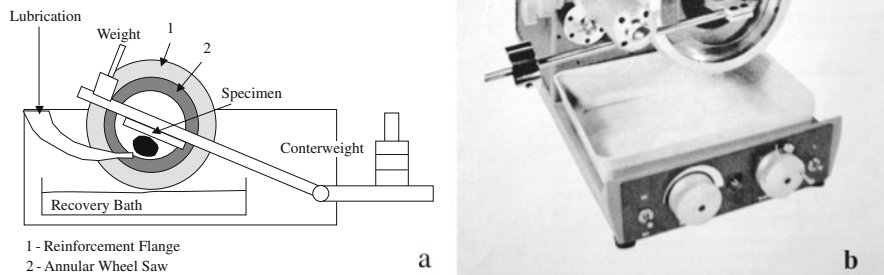 Lubrication
Weight
1
2
Specimen
Conterweight
Recovery Bath
1 - Reinforcement Flange
2 - Annular Wheel Saw
a
b